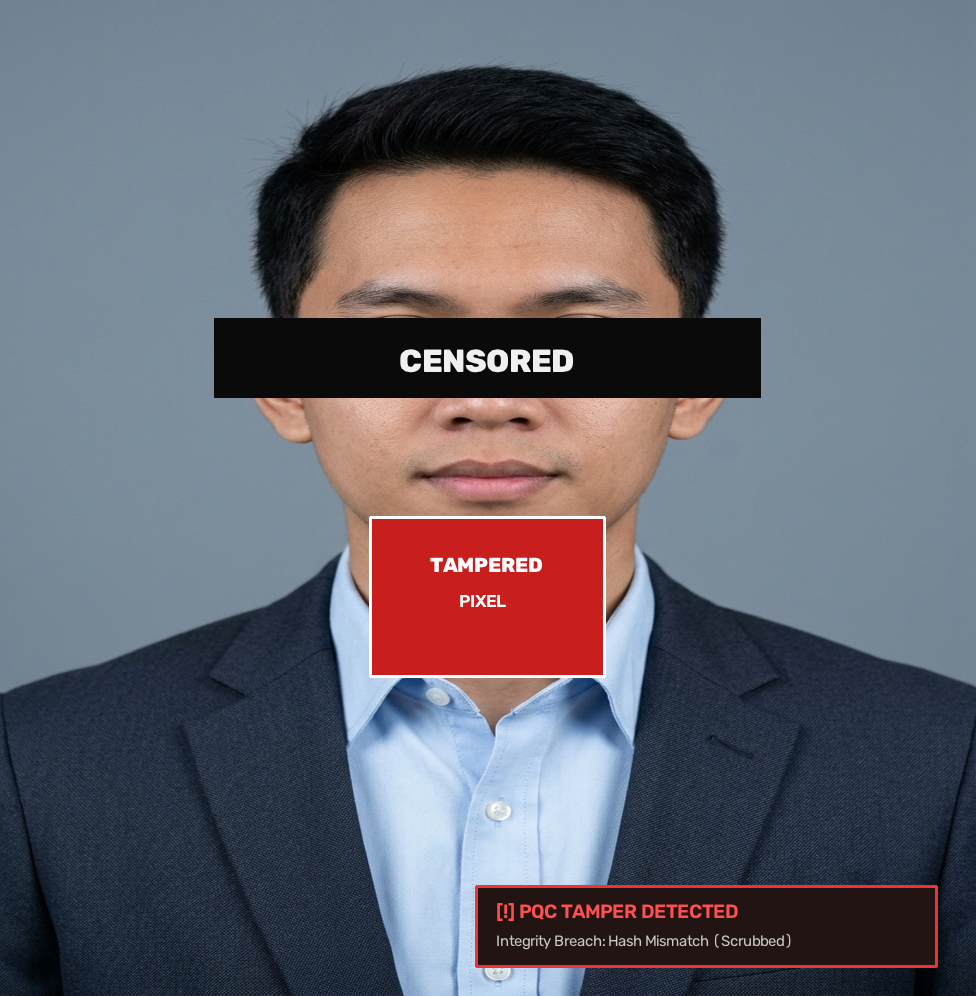 CENSORED
TAMPERED
PIXEL
[!] PQC TAMPER DETECTED
Integrity Breach: Hash Mismatch (Scrubbed)